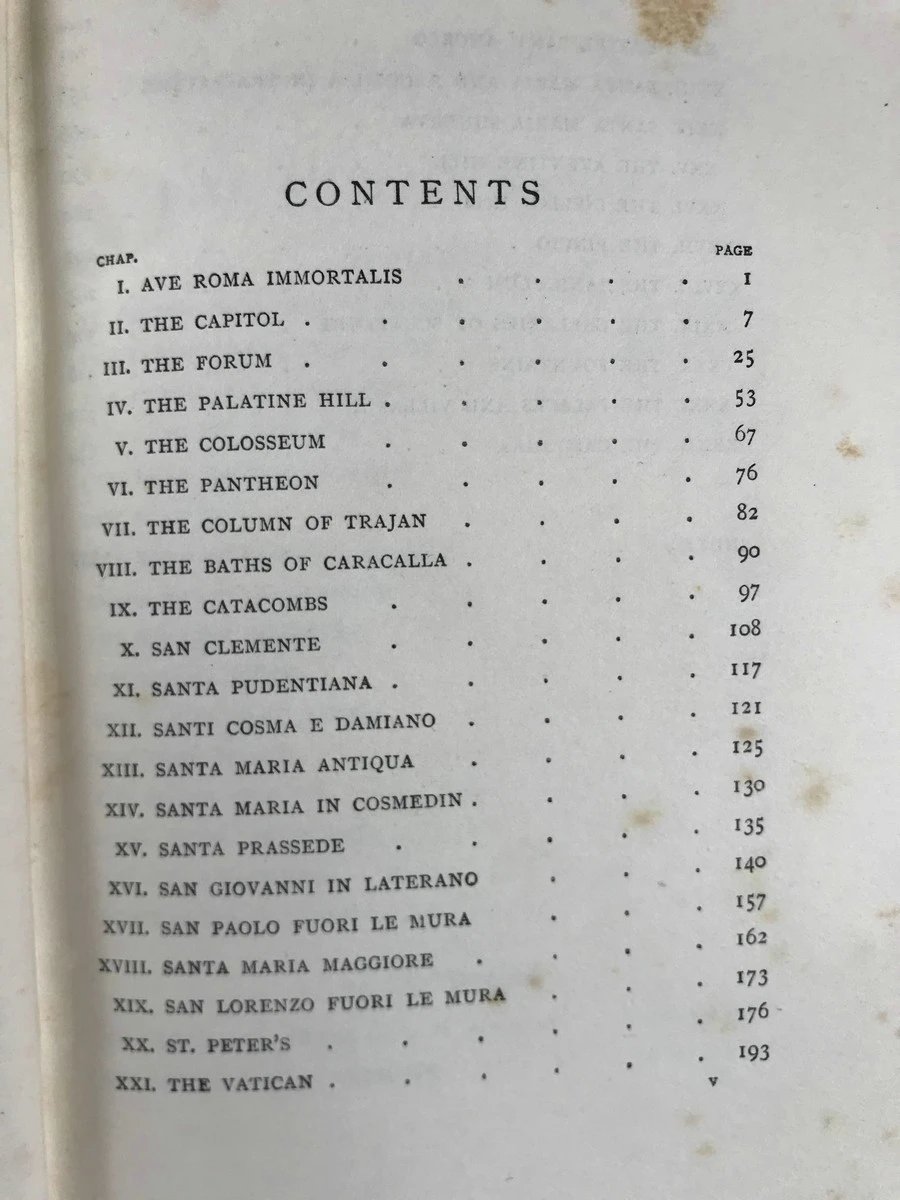 CONTENTS
CHAP. PAGE
I. AVE ROMA IMMORTALIS . . . . 1
II. THE CAPITOL . . . . . . 7
III. THE FORUM . . . . . . 25
IV. THE PALATINE HILL . . . . . 53
V. THE COLOSSEUM . . . . . 67
VI. THE PANTHEON . . . . . 76
VII. THE COLUMN OF TRAJAN . . . . 82
VIII. THE BATHS OF CARACALLA . . . . 90
IX. THE CATACOMBS . . . . . 97
X. SAN CLEMENTE . . . . . 108
XI. SANTA PUDENTIANA . . . . . 117
XII. SANTI COSMA E DAMIANO . . . . 121
XIII. SANTA MARIA ANTIQUA . . . . 125
XIV. SANTA MARIA IN COSMEDIN . . . . 130
XV. SANTA PRASSEDE . . . . . 135
XVI. SAN GIOVANNI IN LATERANO . . . 140
XVII. SAN PAOLO FUORI LE MURA . . . 157
XVIII. SANTA MARIA MAGGIORE . . . . 162
XIX. SAN LORENZO FUORI LE MURA . . . 173
XX. ST. PETER'S . . . . . . 176
XXI. THE VATICAN . . . . . . 193
v